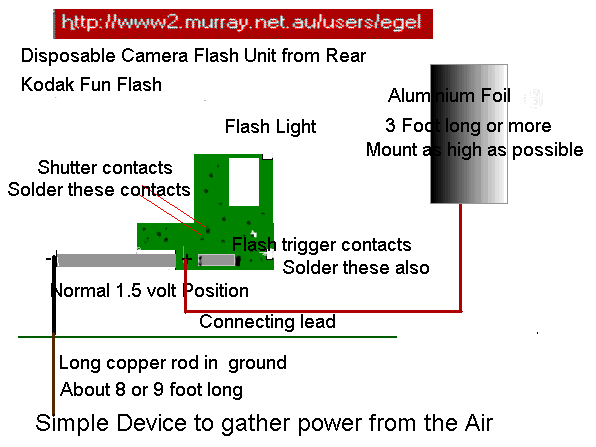 http://www2.murray.net.au/users/egel
Disposable Camera Flash Unit from Rear
Kodak Fun Flash
Aluminium Foil
3 Foot long or more
Mount as high as possible
Flash Light
Shutter contacts
Solder these contacts
Flash trigger contacts
Solder these also
- +
Normal 1.5 volt Position
Connecting lead
Long copper rod in ground
About 8 or 9 foot long
Simple Device to gather power from the Air